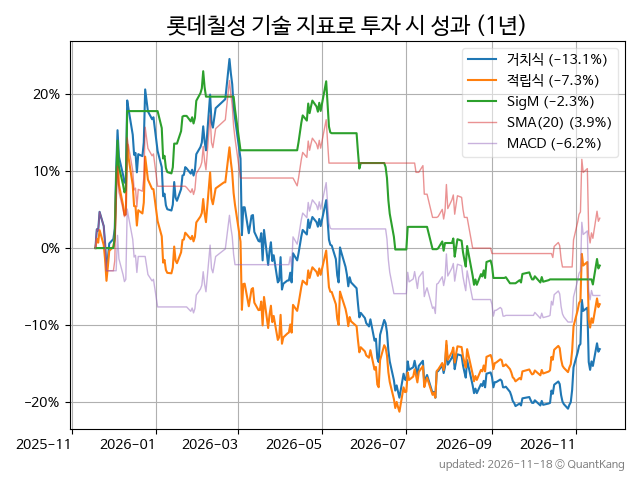 롯데칠성 기술 지표로 투자 시 성과 (1년)
거치식 (−13.1%)
적립식 (−7.3%)
SigM (−2.3%)
SMA(20) (3.9%)
MACD (−6.2%)
20%
10%
0%
−10%
−20%
2025-11 2026-01 2026-03 2026-05 2026-07 2026-09 2026-11
updated: 2026-11-18 ⓒ QuantKang